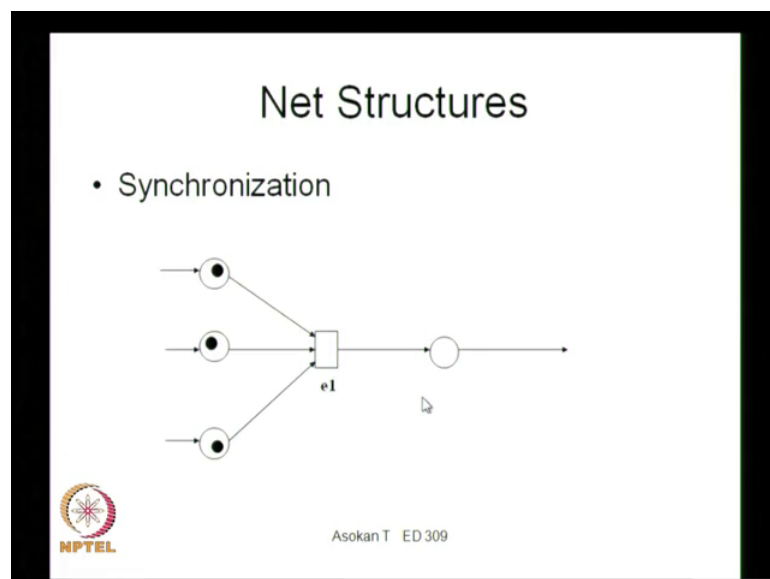 Net Structures
• Synchronization
e1
NPTEL
Asokan T ED 309